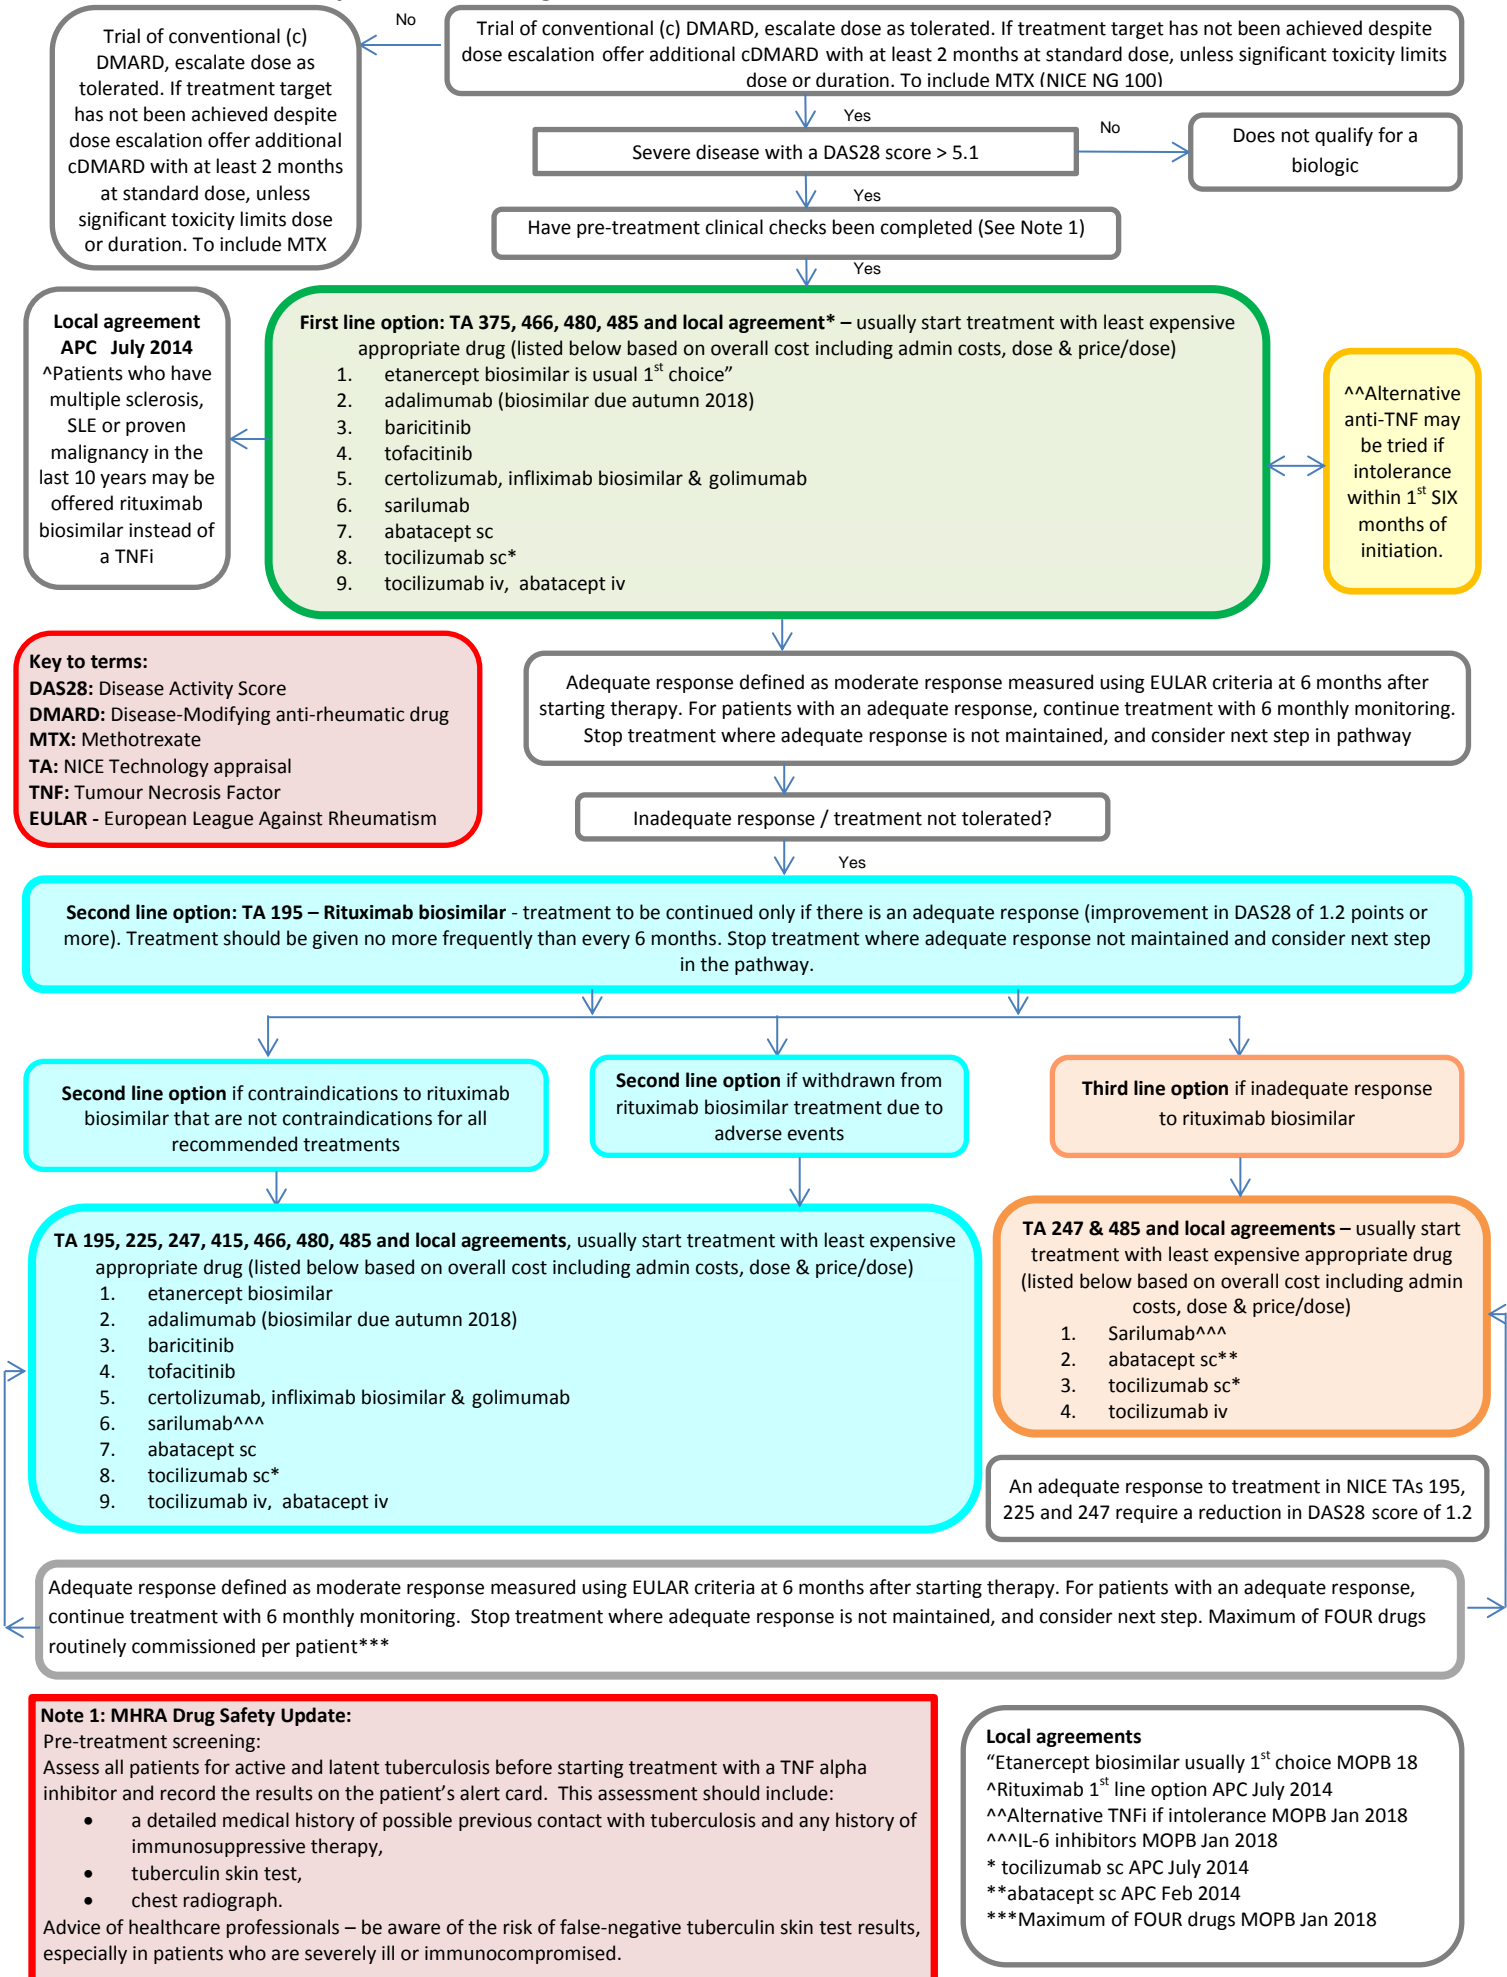 No
Trial of conventional (c)
DMARD, escalate dose as
tolerated. If treatment target
has not been achieved despite
dose escalation offer additional
cDMARD with at least 2 months
at standard dose, unless
significant toxicity limits dose
or duration. To include MTX
Trial of conventional (c) DMARD, escalate dose as tolerated. If treatment target has not been achieved despite
dose escalation offer additional cDMARD with at least 2 months at standard dose, unless significant toxicity limits
dose or duration. To include MTX (NICE NG 100)
Yes
Severe disease with a DAS28 score > 5.1
No
Does not qualify for a
biologic
Yes
Have pre-treatment clinical checks been completed (See Note 1)
Yes
Local agreement
APC July 2014
^Patients who have
multiple sclerosis,
SLE or proven
malignancy in the
last 10 years may be
offered rituximab
biosimilar instead of
a TNFi
First line option: TA 375, 466, 480, 485 and local agreement* – usually start treatment with least expensive
appropriate drug (listed below based on overall cost including admin costs, dose & price/dose)
1. etanercept biosimilar is usual 1st choice”
2. adalimumab (biosimilar due autumn 2018)
3. baricitinib
4. tofacitinib
5. certolizumab, infliximab biosimilar & golimumab
6. sarilumab
7. abatacept sc
8. tocilizumab sc*
9. tocilizumab iv, abatacept iv
^^Alternative
anti-TNF may
be tried if
intolerance
within 1st SIX
months of
initiation.
Key to terms:
DAS28: Disease Activity Score
DMARD: Disease-Modifying anti-rheumatic drug
MTX: Methotrexate
TA: NICE Technology appraisal
TNF: Tumour Necrosis Factor
EULAR - European League Against Rheumatism
Adequate response defined as moderate response measured using EULAR criteria at 6 months after
starting therapy. For patients with an adequate response, continue treatment with 6 monthly monitoring.
Stop treatment where adequate response is not maintained, and consider next step in pathway
Inadequate response / treatment not tolerated?
Yes
Second line option: TA 195 – Rituximab biosimilar - treatment to be continued only if there is an adequate response (improvement in DAS28 of 1.2 points or
more). Treatment should be given no more frequently than every 6 months. Stop treatment where adequate response not maintained and consider next step
in the pathway.
Second line option if contraindications to rituximab
biosimilar that are not contraindications for all
recommended treatments
Second line option if withdrawn from
rituximab biosimilar treatment due to
adverse events
Third line option if inadequate response
to rituximab biosimilar
TA 195, 225, 247, 415, 466, 480, 485 and local agreements, usually start treatment with least expensive
appropriate drug (listed below based on overall cost including admin costs, dose & price/dose)
1. etanercept biosimilar
2. adalimumab (biosimilar due autumn 2018)
3. baricitinib
4. tofacitinib
5. certolizumab, infliximab biosimilar & golimumab
6. sarilumab^^^
7. abatacept sc
8. tocilizumab sc*
9. tocilizumab iv, abatacept iv
TA 247 & 485 and local agreements – usually start
treatment with least expensive appropriate drug
(listed below based on overall cost including admin
costs, dose & price/dose)
1. Sarilumab^^^
2. abatacept sc**
3. tocilizumab sc*
4. tocilizumab iv
An adequate response to treatment in NICE TAs 195,
225 and 247 require a reduction in DAS28 score of 1.2
Adequate response defined as moderate response measured using EULAR criteria at 6 months after starting therapy. For patients with an adequate response,
continue treatment with 6 monthly monitoring. Stop treatment where adequate response is not maintained, and consider next step. Maximum of FOUR drugs
routinely commissioned per patient***
Note 1: MHRA Drug Safety Update:
Pre-treatment screening:
Assess all patients for active and latent tuberculosis before starting treatment with a TNF alpha
inhibitor and record the results on the patient’s alert card. This assessment should include:
• a detailed medical history of possible previous contact with tuberculosis and any history of
immunosuppressive therapy,
• tuberculin skin test,
• chest radiograph.
Advice of healthcare professionals – be aware of the risk of false-negative tuberculin skin test results,
especially in patients who are severely ill or immunocompromised.
Local agreements
“Etanercept biosimilar usually 1st choice MOPB 18
^Rituximab 1st line option APC July 2014
^^Alternative TNFi if intolerance MOPB Jan 2018
^^^IL-6 inhibitors MOPB Jan 2018
* tocilizumab sc APC July 2014
**abatacept sc APC Feb 2014
***Maximum of FOUR drugs MOPB Jan 2018